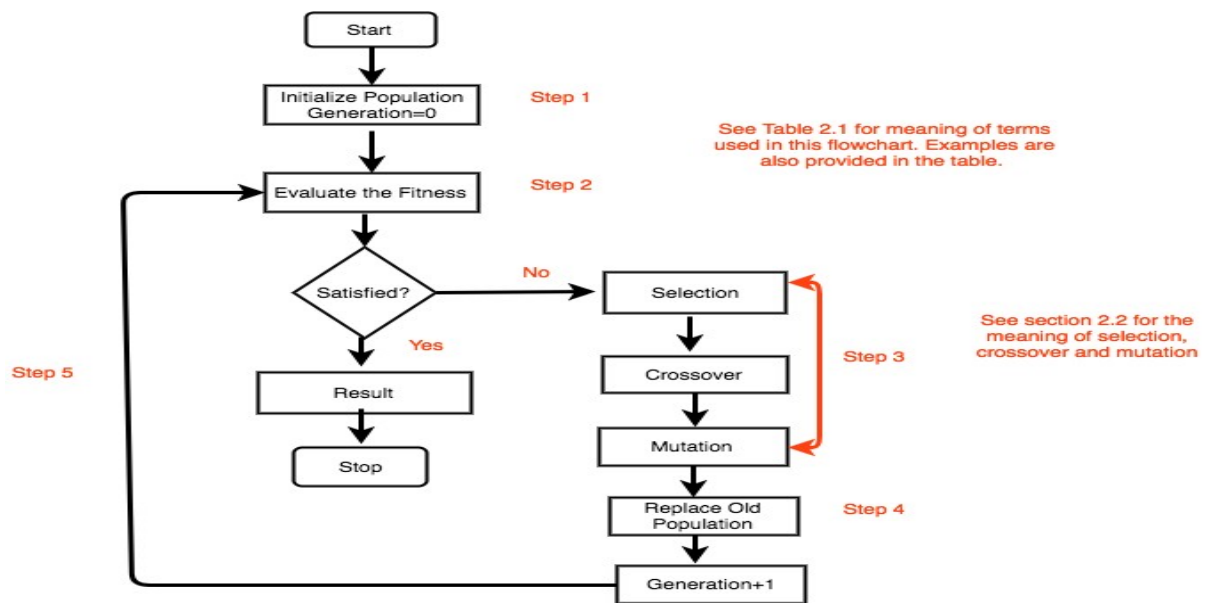 Start
Initialize Population
Generation=0
Step 1
See Table 2.1 for meaning of terms
used in this flowchart. Examples are
also provided in the table.
Evaluate the Fitness
Step 2
Satisfied?
No
Yes
Selection
Crossover
Mutation
Step 3
See section 2.2 for the
meaning of selection,
crossover and mutation
Step 5
Result
Stop
Replace Old
Population
Step 4
Generation+1